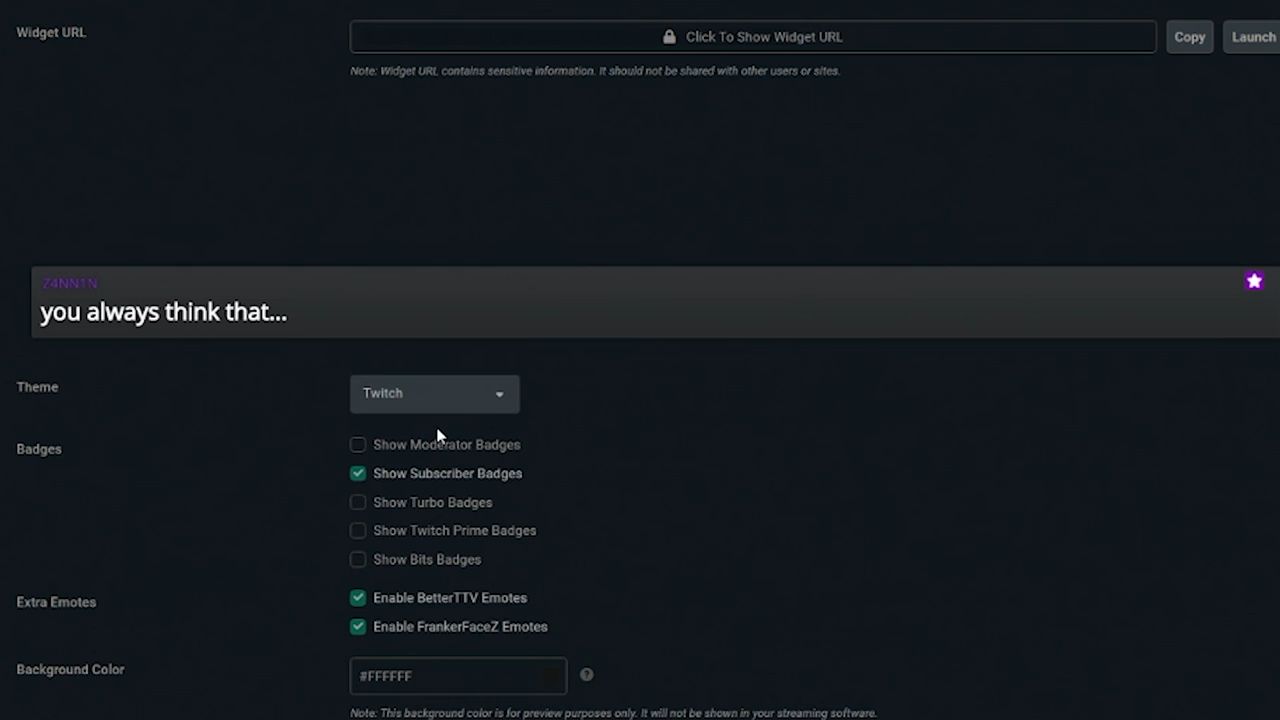 Widget URL
Click To Show Widget URL
Copy
Launch
Note: Widget URL contains sensitive information. It should not be shared with other users or sites.
Z4NN1N
you always think that...
Theme
Twitch
Badges
Show Moderator Badges
Show Subscriber Badges
Show Turbo Badges
Show Twitch Prime Badges
Show Bits Badges
Extra Emotes
Enable BetterTTV Emotes
Enable FrankerFaceZ Emotes
Background Color
#FFFFFF
?
Note: This background color is for preview purposes only. It will not be shown in your streaming software.